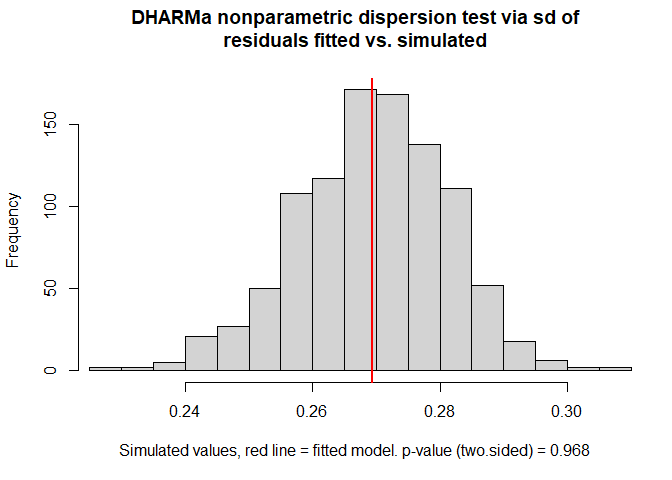 DHARMa nonparametric dispersion test via sd of
residuals fitted vs. simulated
Frequency
150
100
50
0
0.24 0.26 0.28 0.30
Simulated values, red line = fitted model. p-value (two.sided) = 0.968